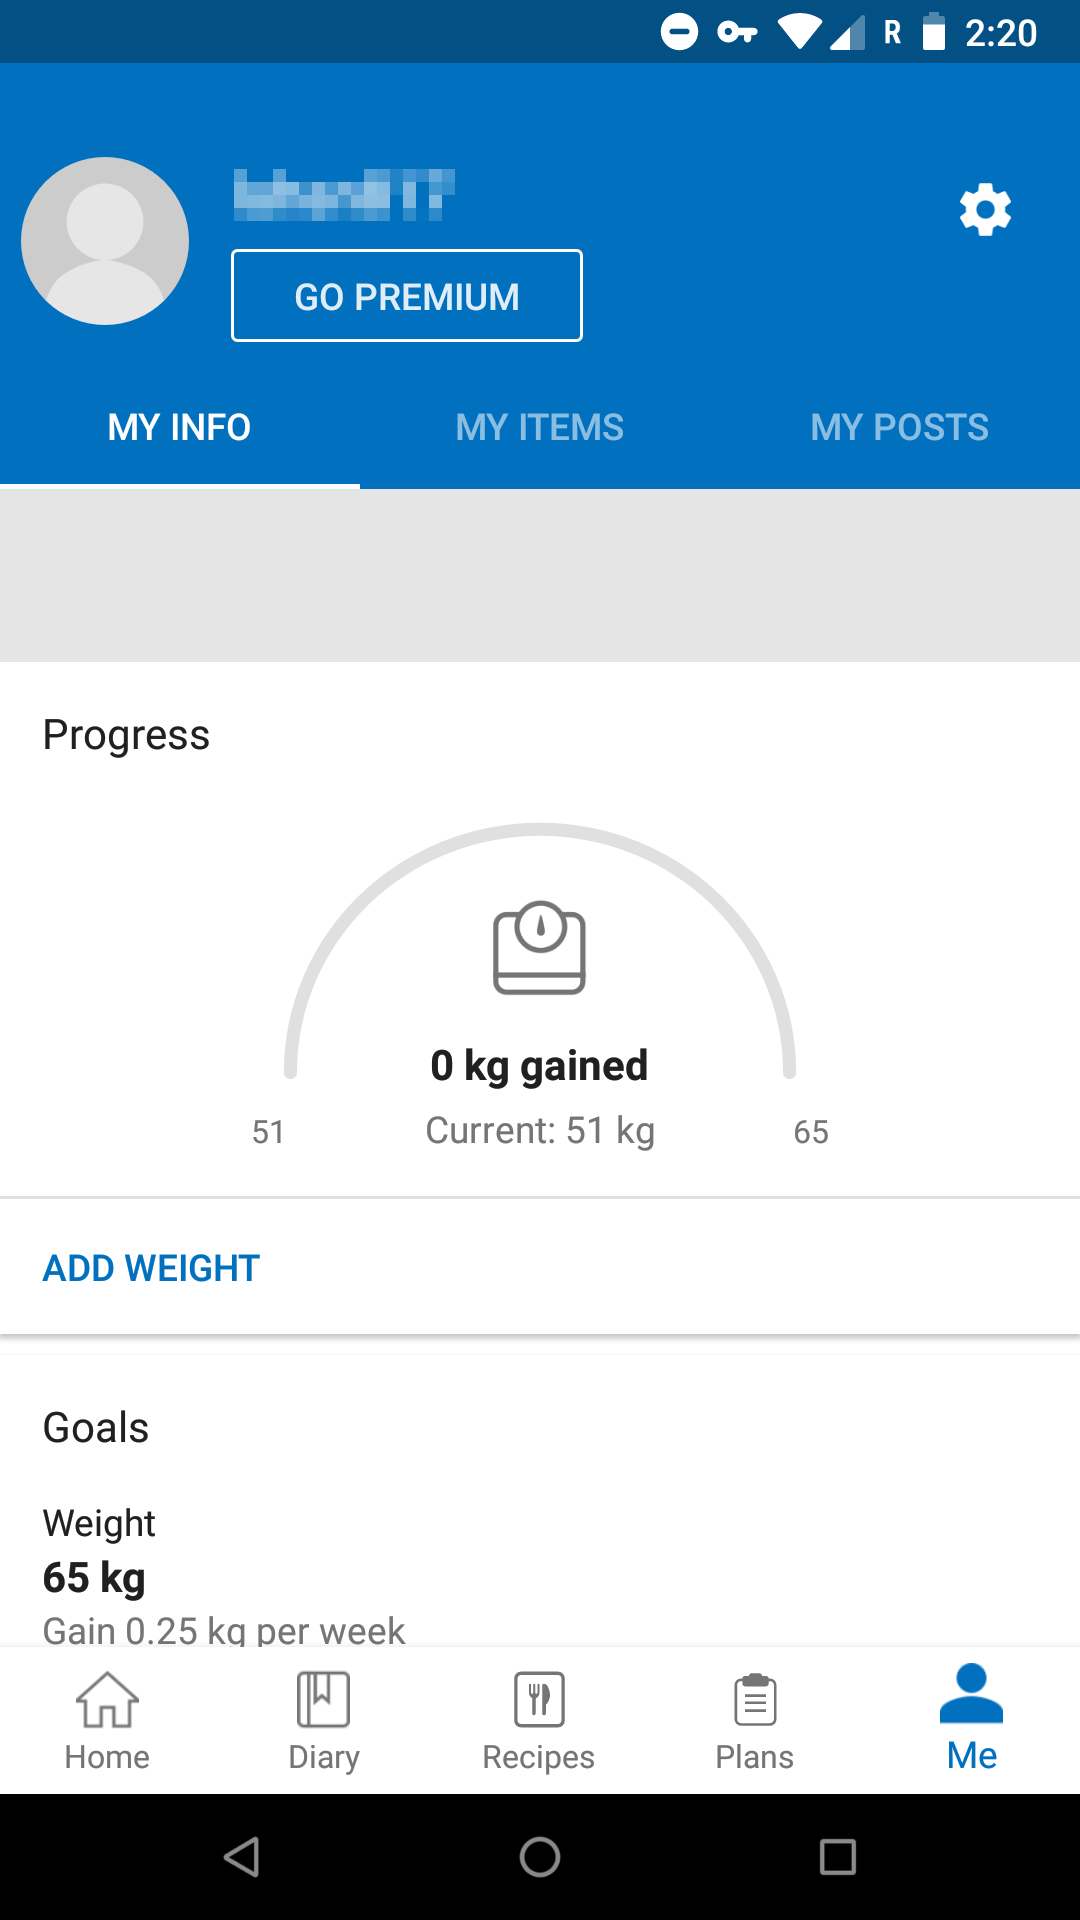 R 2:20
GO PREMIUM
MY INFO MY ITEMS MY POSTS
Progress
0 kg gained
51 Current: 51 kg 65
ADD WEIGHT
Goals
Weight
65 kg
Gain 0.25 kg per week
Home Diary Recipes Plans Me